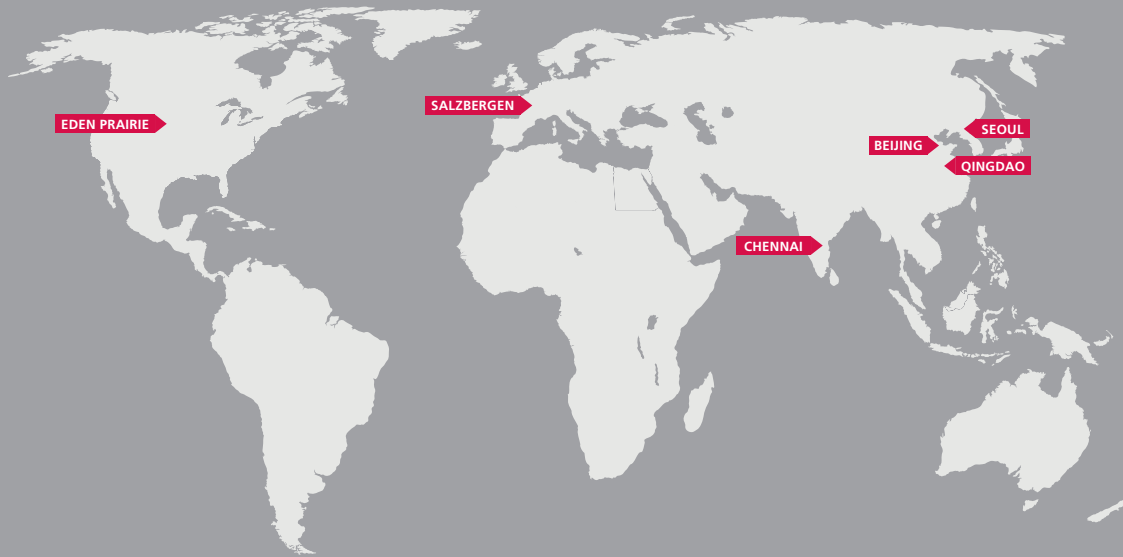 SALZBERGEN
EDEN PRAIRIE
SEOUL
BEIJING
QINGDAO
CHENNAI